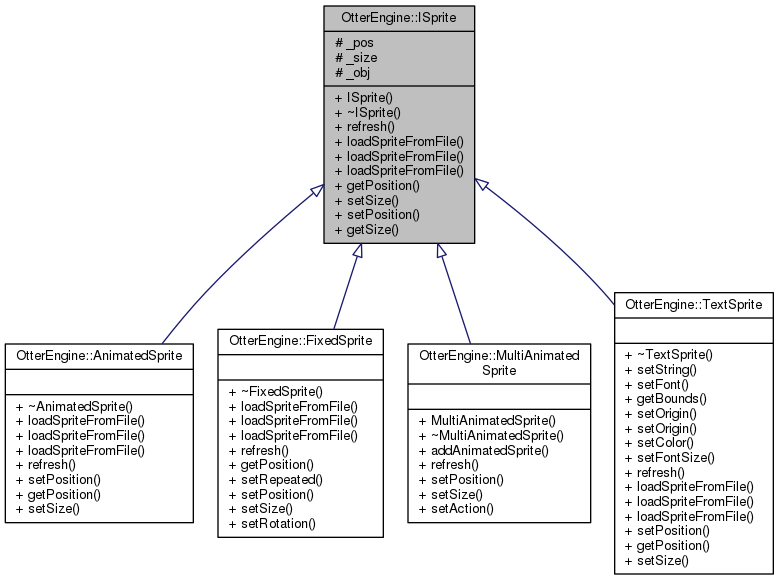 OtterEngine::ISprite
# _pos
# _size
# _obj
+ ISprite()
+ ~ISprite()
+ refresh()
+ loadSpriteFromFile()
+ loadSpriteFromFile()
+ loadSpriteFromFile()
+ getPosition()
+ setSize()
+ setPosition()
+ getSize()
OtterEngine::AnimatedSprite
+ ~AnimatedSprite()
+ loadSpriteFromFile()
+ loadSpriteFromFile()
+ loadSpriteFromFile()
+ refresh()
+ setPosition()
+ getPosition()
+ setSize()
OtterEngine::FixedSprite
+ ~FixedSprite()
+ loadSpriteFromFile()
+ loadSpriteFromFile()
+ loadSpriteFromFile()
+ refresh()
+ getPosition()
+ setRepeated()
+ setPosition()
+ setSize()
+ setRotation()
OtterEngine::MultiAnimated
Sprite
+ MultiAnimatedSprite()
+ ~MultiAnimatedSprite()
+ addAnimatedSprite()
+ refresh()
+ setPosition()
+ setSize()
+ setAction()
OtterEngine::TextSprite
+ ~TextSprite()
+ setString()
+ setFont()
+ getBounds()
+ setOrigin()
+ setOrigin()
+ setColor()
+ setFontSize()
+ refresh()
+ loadSpriteFromFile()
+ loadSpriteFromFile()
+ loadSpriteFromFile()
+ setPosition()
+ getPosition()
+ setSize()